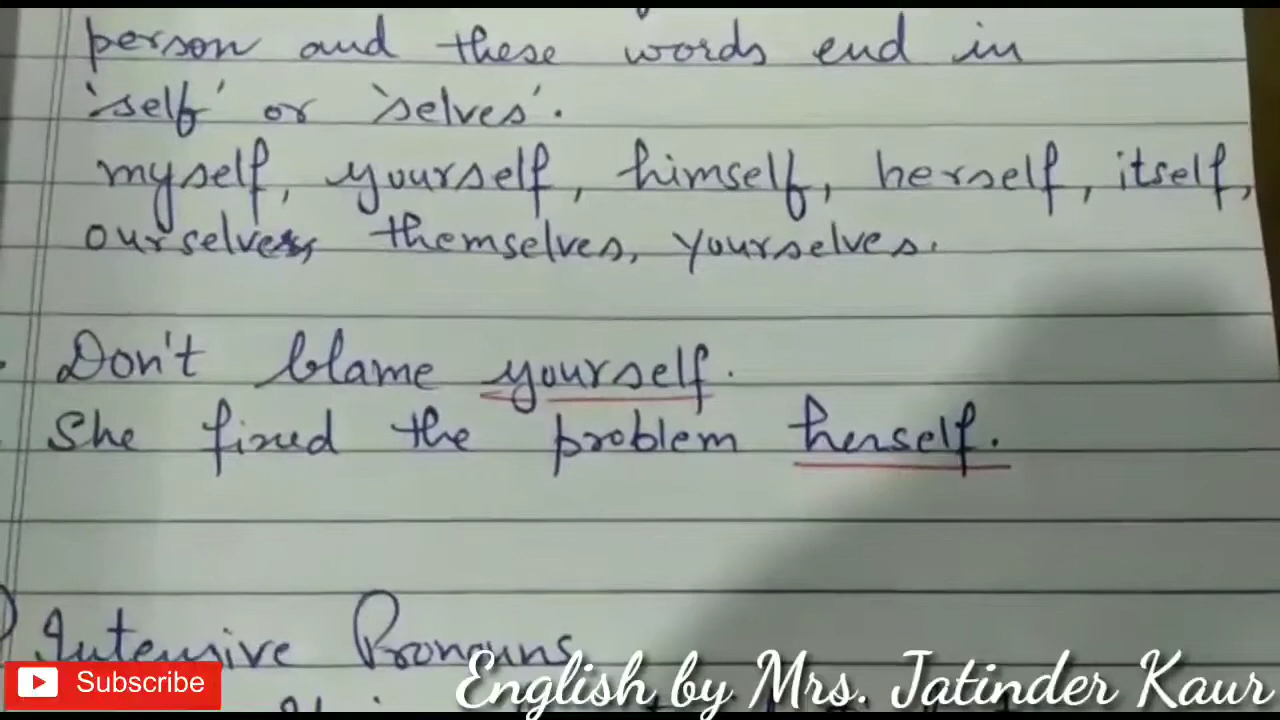 person and these words end in
'self' or 'selves'.
myself, yourself, himself, herself, itself,
ourselves, themselves, yourselves.
Don't blame yourself.
She fixed the problem herself.
Intensive Pronouns
Subscribe
English by Mrs. Jatinder Kaur